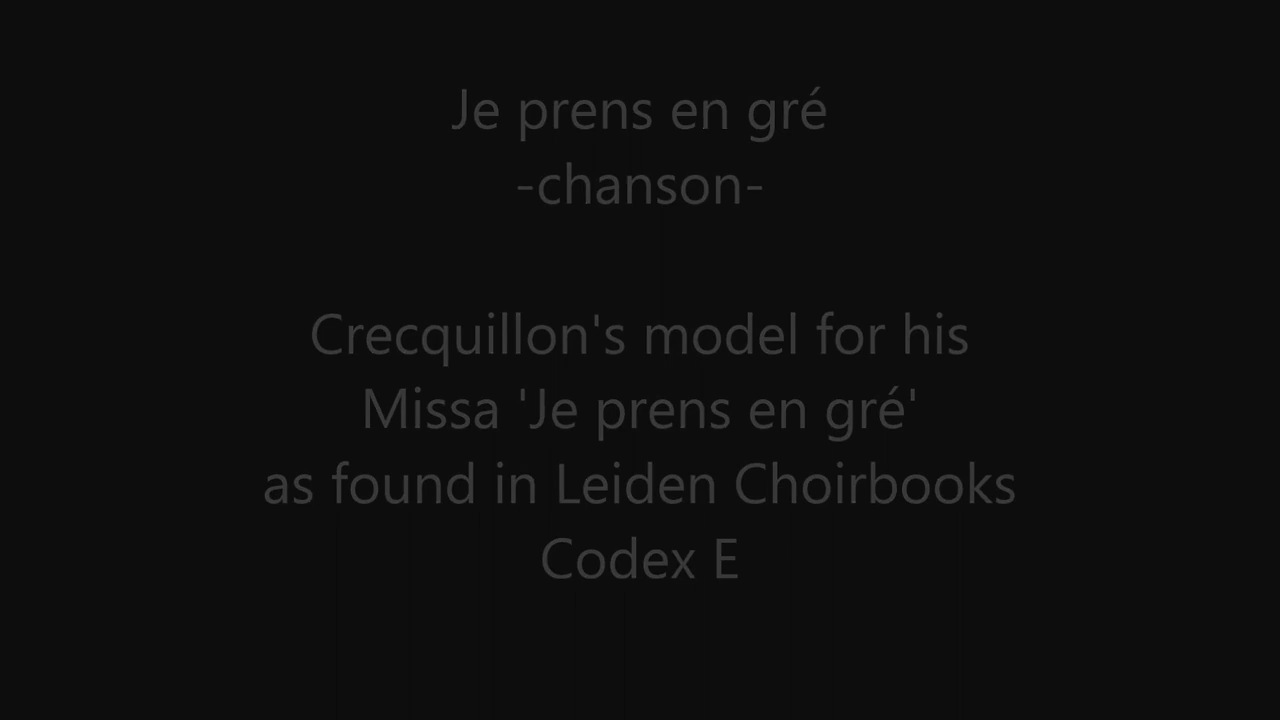 Je prens en gré
-chanson-
Crecquillon's model for his
Missa 'Je prens en gré'
as found in Leiden Choirbooks
Codex E